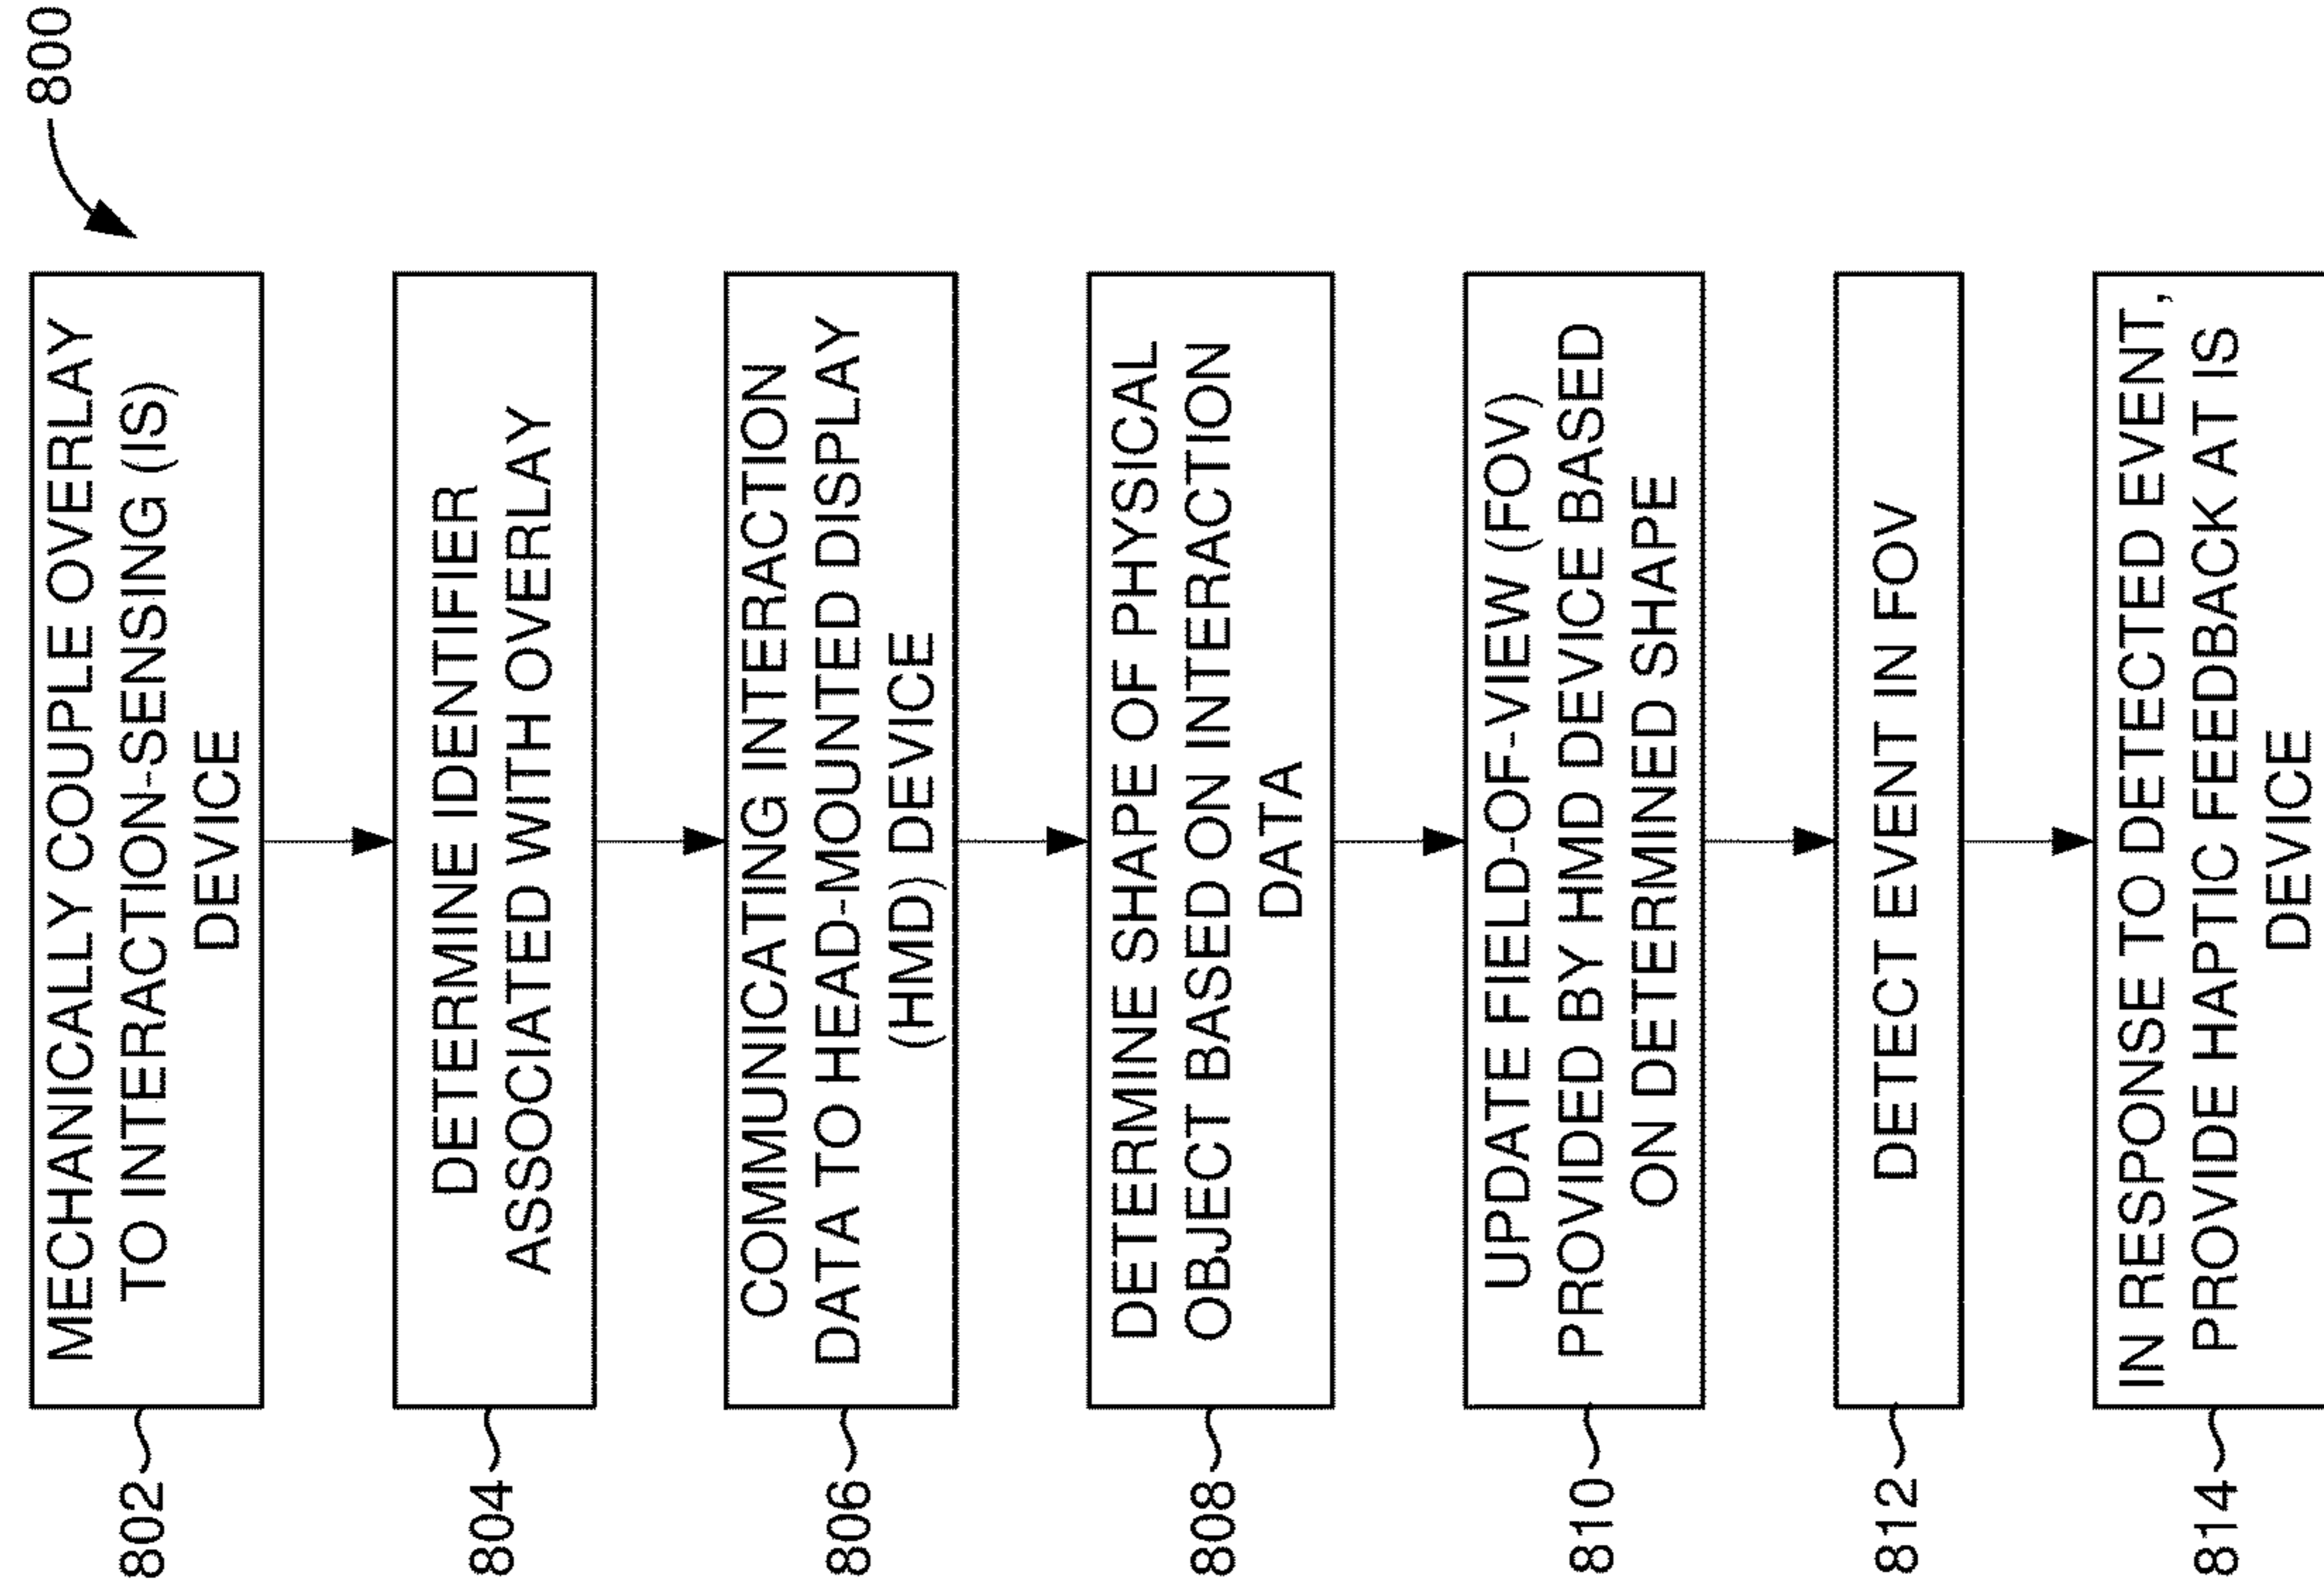 800
802
MECHANICALLY COUPLE OVERLAY
TO INTERACTION-SENSING (IS)
DEVICE
804
DETERMINE IDENTIFIER
ASSOCIATED WITH OVERLAY
806
COMMUNICATING INTERACTION
DATA TO HEAD-MOUNTED DISPLAY
(HMD) DEVICE
808
DETERMINE SHAPE OF PHYSICAL
OBJECT BASED ON INTERACTION
DATA
810
UPDATE FIELD-OF-VIEW (FOV)
PROVIDED BY HMD DEVICE BASED
ON DETERMINED SHAPE
812
DETECT EVENT IN FOV
814
IN RESPONSE TO DETECTED EVENT,
PROVIDE HAPTIC FEEDBACK AT IS
DEVICE